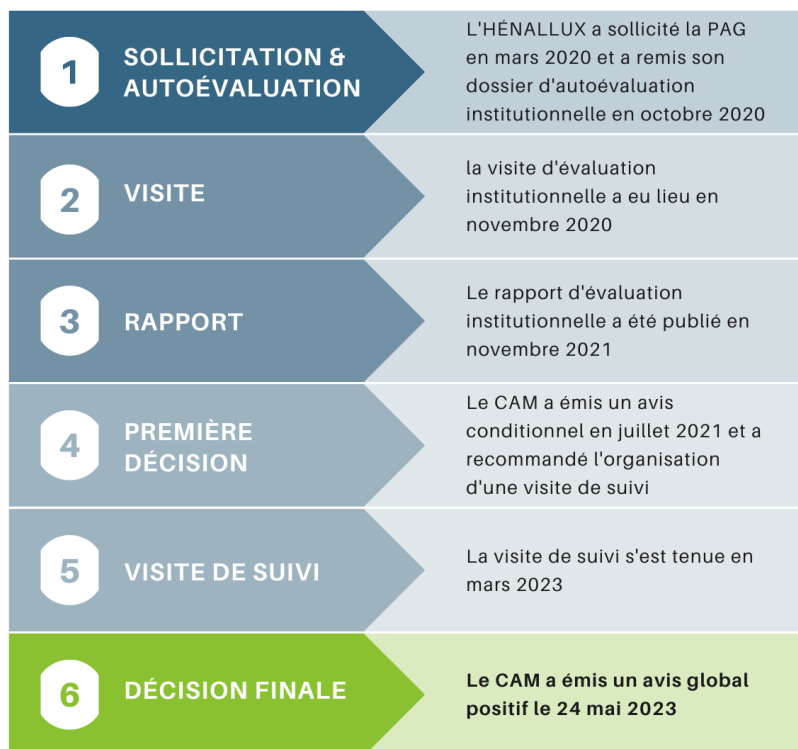 1
SOLLICITATION &
AUTOÉVALUATION
L'HÉNALLUX a sollicité la PAG
en mars 2020 et a remis son
dossier d'autoévaluation
institutionnelle en octobre 2020
2
VISITE
la visite d'évaluation
institutionnelle a eu lieu en
novembre 2020
3
RAPPORT
Le rapport d'évaluation
institutionnelle a été publié en
novembre 2021
4
PREMIÈRE
DÉCISION
Le CAM a émis un avis
conditionnel en juillet 2021 et a
recommandé l'organisation
d'une visite de suivi
5
VISITE DE SUIVI
La visite de suivi s'est tenue en
mars 2023
6
DÉCISION FINALE
Le CAM a émis un avis global
positif le 24 mai 2023